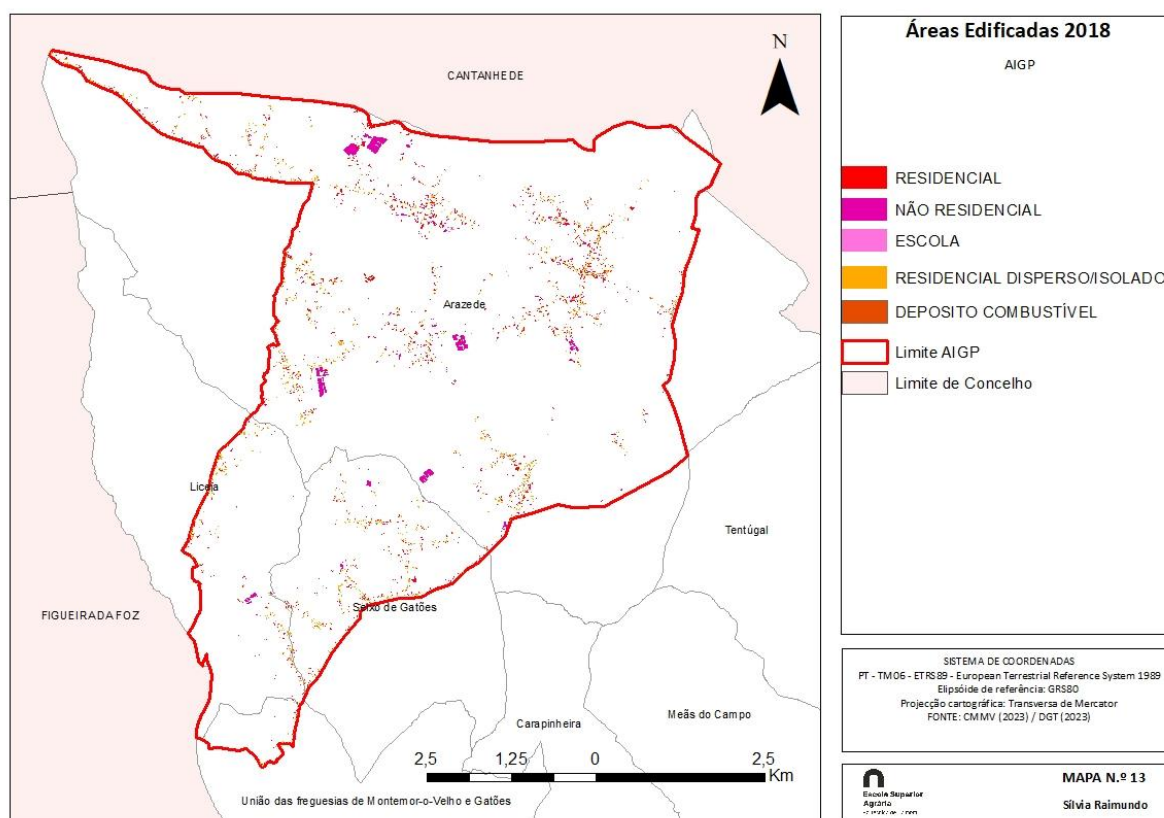 CANTANHEDE
N
Arazede
Liceia
Tentúgal
FIGUEIRA DA FOZ
Seixo de Gatões
Meãs do Campo
Carapinheira
2,5 1,25 0 2,5
Km
União das freguesias de Montemor-o-Velho e Gatões
Áreas Edificadas 2018
AIGP
RESIDENCIAL
NÃO RESIDENCIAL
ESCOLA
RESIDENCIAL DISPERSO/ISOLADO
DEPOSITO COMBUSTÍVEL
Limite AIGP
Limite de Concelho
SISTEMA DE COORDENADAS
PT - TM06 - ETRS89 - European Terrestrial Reference System 1989
Elipsóide de referência: GRS80
Projecção cartográfica: Transversa de Mercator
FONTE: CMMV (2023) / DGT (2023)
Escola Superior
Agrária
MAPA N.º 13
Sílvia Raimundo